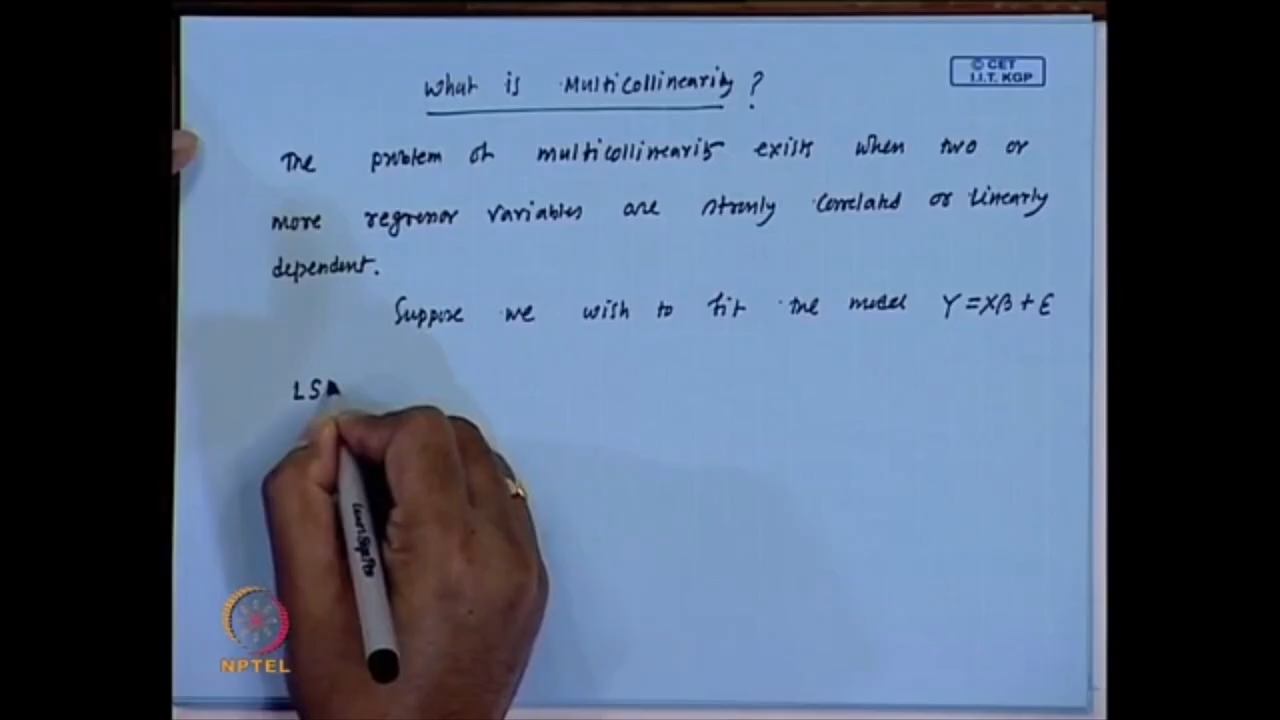 What is Multicollinearity?
© CET
I.I.T. KGP
The problem of multicollinearity exists when two or
more regressor variables are strongly correlated or linearly
dependent.
Suppose we wish to fit the model Y = Xβ + ε
LS
NPTEL